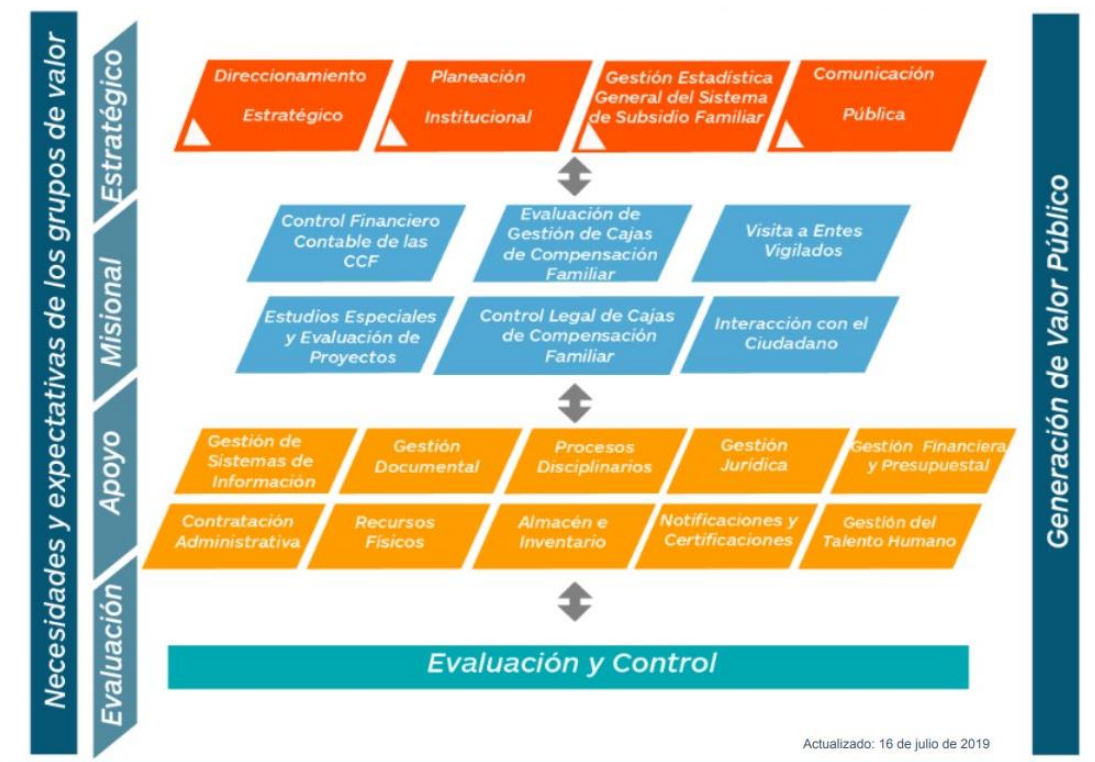 Necesidades y expectativas de los grupos de valor
Estratégico
Direccionamiento
Estratégico
Planeación
Institucional
Gestión Estadística
General del Sistema
de Subsidio Familiar
Comunicación
Pública
Misional
Control Financiero
Contable de las
CCF
Evaluación de
Gestión de Cajas
de Compensación
Familiar
Visita a Entes
Vigilados
Estudios Especiales
y Evaluación de
Proyectos
Control Legal de Cajas
de Compensación
Familiar
Interacción con el
Ciudadano
Apoyo
Gestión de
Sistemas de
Información
Gestión
Documental
Procesos
Disciplinarios
Gestión
Jurídica
Gestión Financiera
y Presupuestal
Contratación
Administrativa
Recursos
Físicos
Almacén e
Inventario
Notificaciones y
Certificaciones
Gestión del
Talento Humano
Evaluación
Evaluación y Control
Generación de Valor Público
Actualizado: 16 de julio de 2019